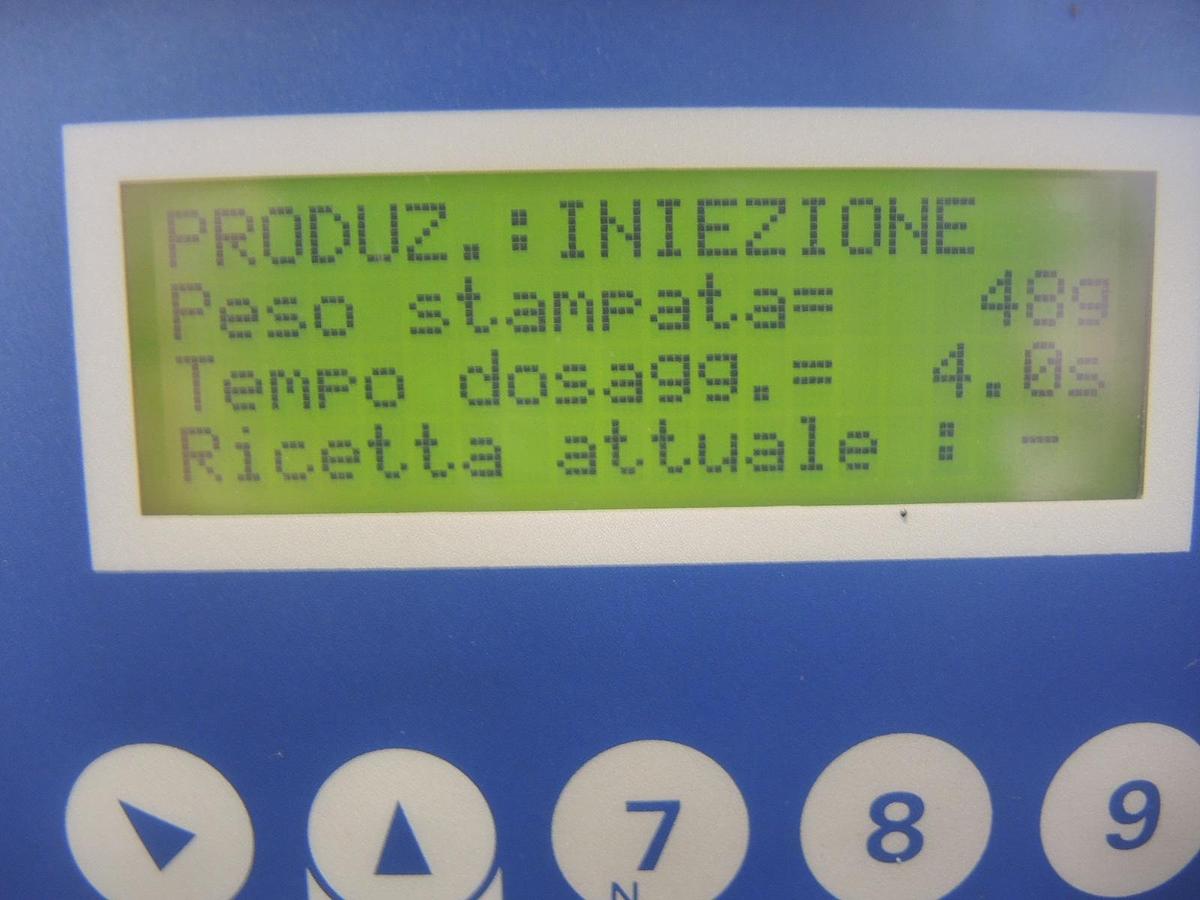 PRODUZ.:INIEZIONE
Peso stampata= 48g
Tempo dosagg.= 4.0s
Ricetta attuale : -
7 8 9
N